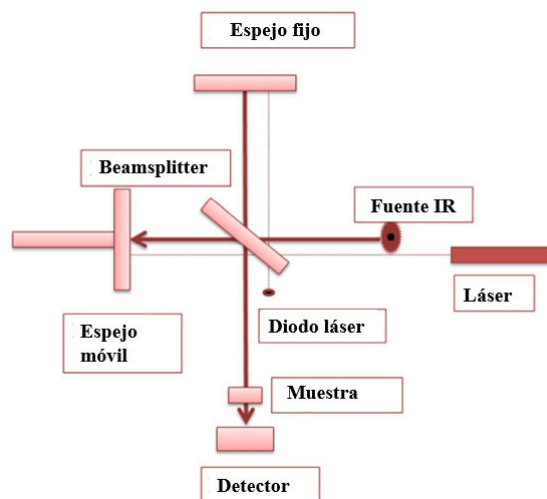 Espejo fijo
Beamsplitter
Fuente IR
Láser
Diodo láser
Espejo
móvil
Muestra
Detector